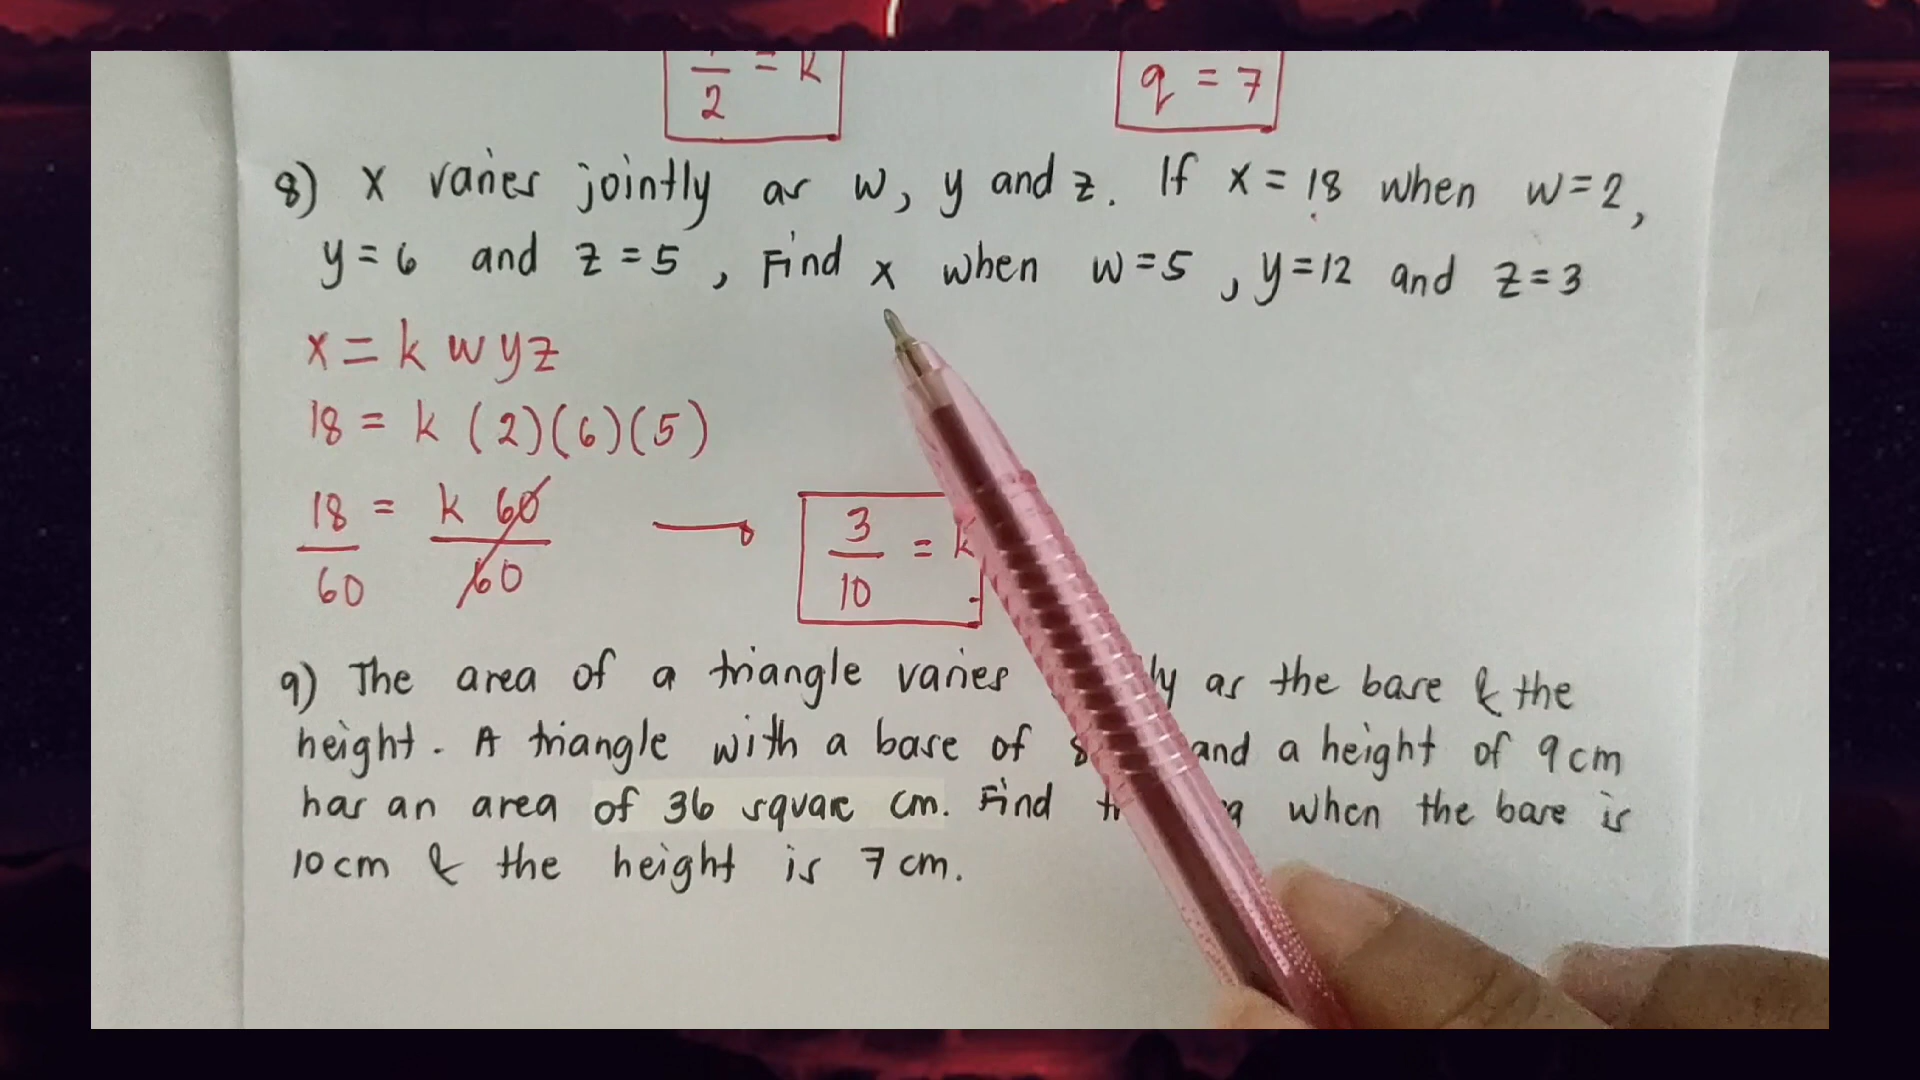 2 = k
q = 7
8) x varies jointly as w, y and z. If x = 18 when w = 2,
y = 6 and z = 5, Find x when w = 5, y = 12 and z = 3
x = k w y z
18 = k (2)(6)(5)
18 = k 60
60 60
3 = k
10
9) The area of a triangle varies as the base & the
height. A triangle with a base of and a height of 9 cm
has an area of 36 square cm. Find when the base is
10 cm & the height is 7 cm.